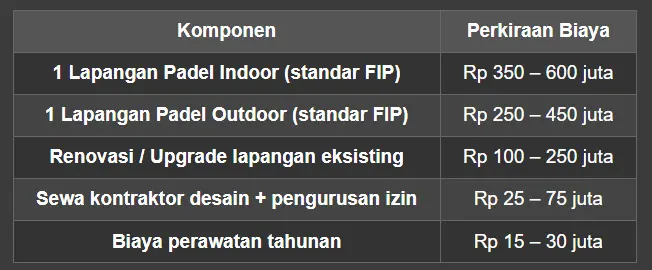 Komponen Perkiraan Biaya
1 Lapangan Padel Indoor (standar FIP) Rp 350 – 600 juta
1 Lapangan Padel Outdoor (standar FIP) Rp 250 – 450 juta
Renovasi / Upgrade lapangan eksisting Rp 100 – 250 juta
Sewa kontraktor desain + pengurusan izin Rp 25 – 75 juta
Biaya perawatan tahunan Rp 15 – 30 juta